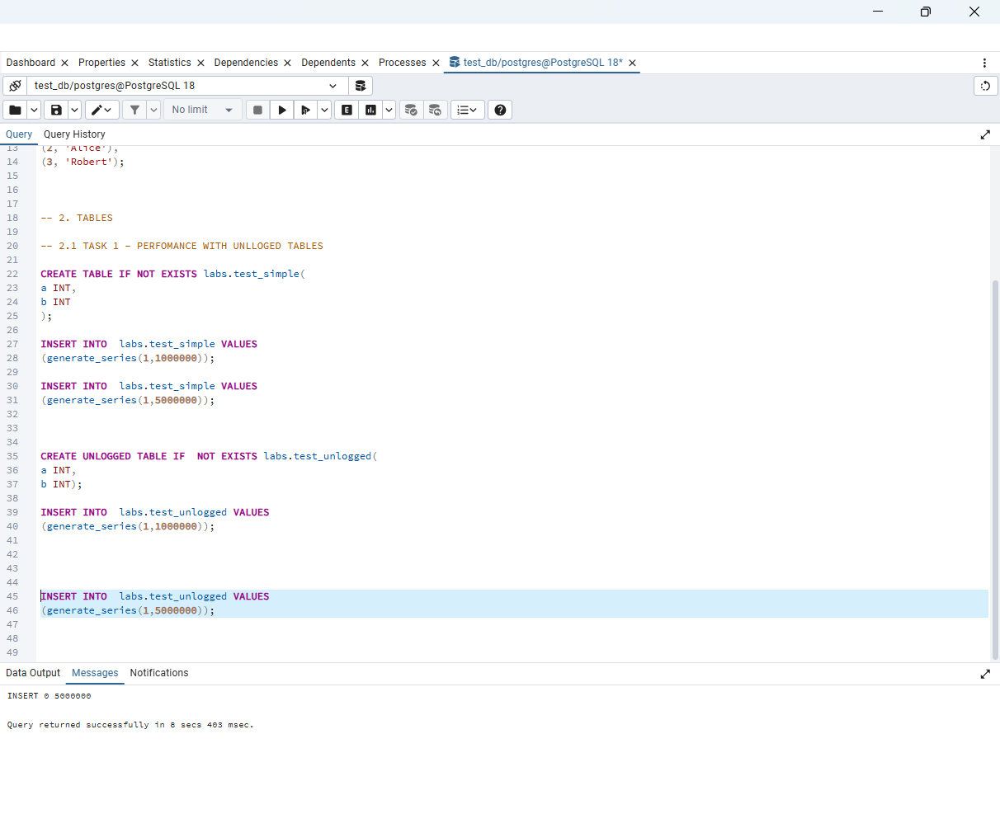 Dashboard Properties Statistics Dependencies Dependents Processes test_db/postgres@PostgreSQL 18*
test_db/postgres@PostgreSQL 18
No limit
Query Query History
13 (2, 'Alice'),
14 (3, 'Robert');
15
16
17
18 -- 2. TABLES
19
20 -- 2.1 TASK 1 - PERFOMANCE WITH UNLLOGED TABLES
21
22 CREATE TABLE IF NOT EXISTS labs.test_simple(
23 a INT,
24 b INT
25 );
26
27 INSERT INTO  labs.test_simple VALUES
28 (generate_series(1,1000000));
29
30 INSERT INTO  labs.test_simple VALUES
31 (generate_series(1,5000000));
32
33
34
35 CREATE UNLOGGED TABLE IF  NOT EXISTS labs.test_unlogged(
36 a INT,
37 b INT);
38
39 INSERT INTO  labs.test_unlogged VALUES
40 (generate_series(1,1000000));
41
42
43
44
45 INSERT INTO  labs.test_unlogged VALUES
46 (generate_series(1,5000000));
47
48
49
Data Output Messages Notifications
INSERT 0 5000000
Query returned successfully in 8 secs 403 msec.